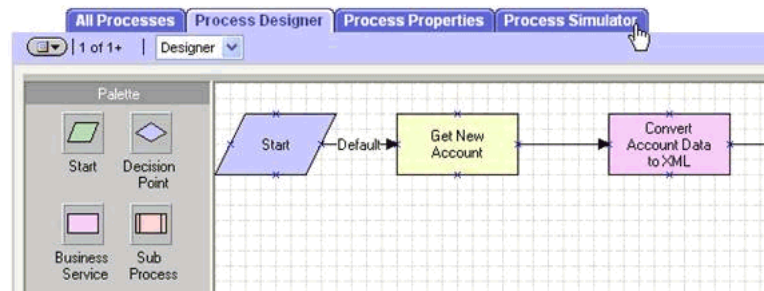 All Processes Process Designer Process Properties Process Simulator
1 of 1+ Designer
Palette
Start
Decision
Point
Business
Service
Sub
Process
Start
Default
Get New
Account
Convert
Account Data
to XML